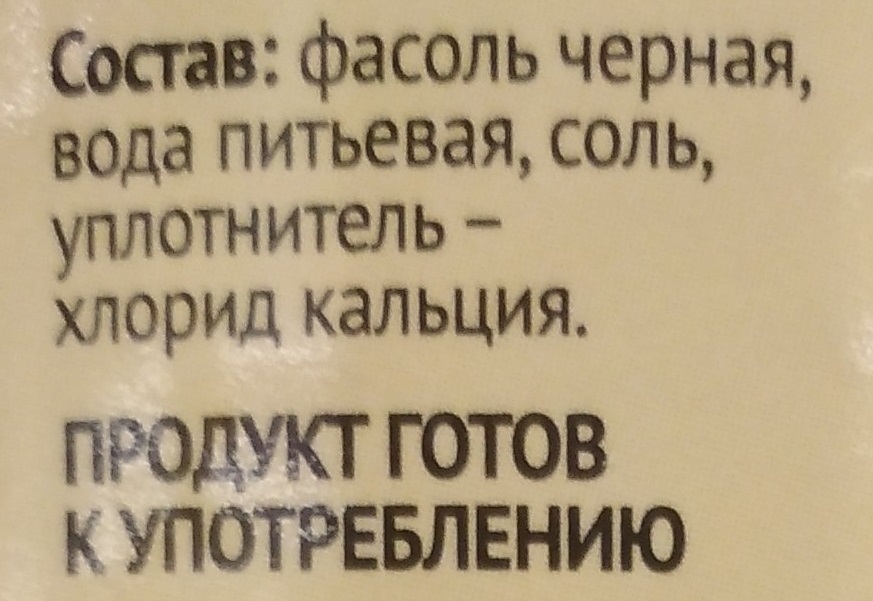 Состав: фасоль черная,
вода питьевая, соль,
уплотнитель –
хлорид кальция.
ПРОДУКТ ГОТОВ
К УПОТРЕБЛЕНИЮ